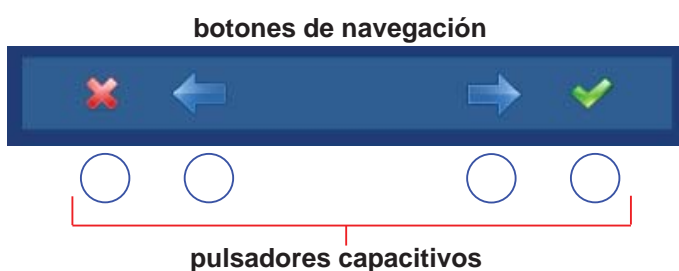 botones de navegación
pulsadores capacitivos